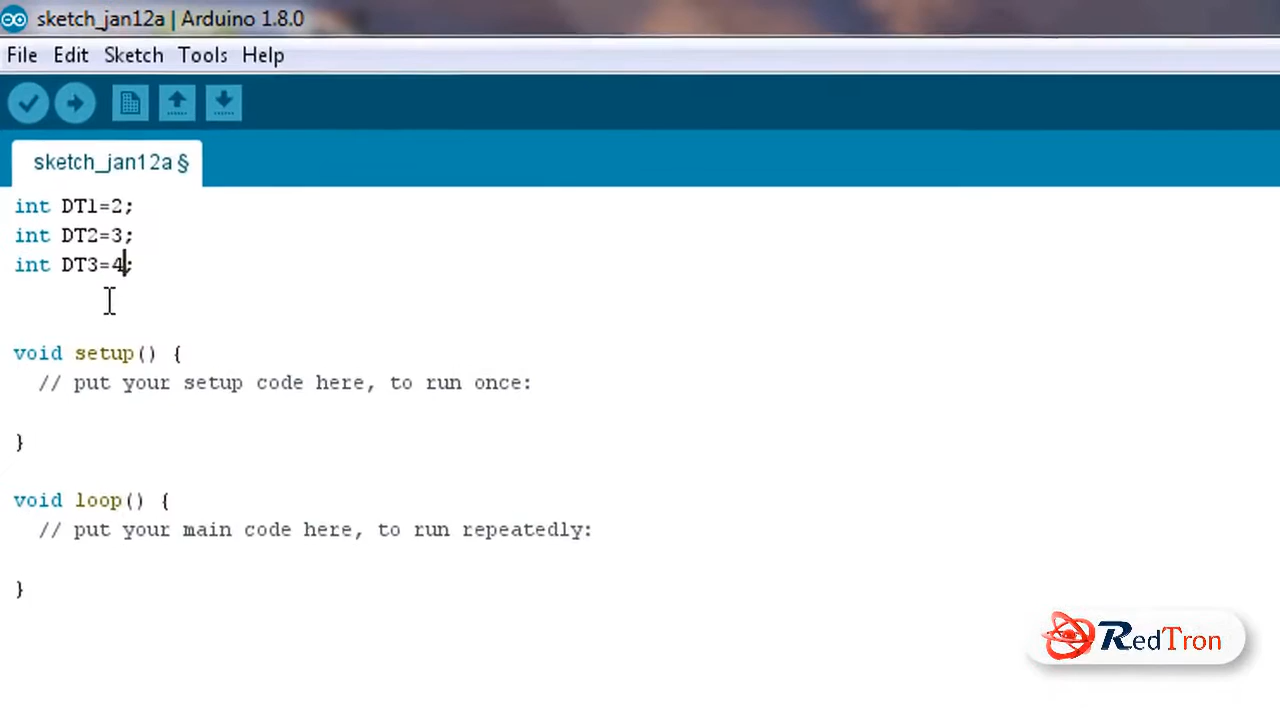 sketch_jan12a | Arduino 1.8.0
File Edit Sketch Tools Help
sketch_jan12a §
int DT1=2;
int DT2=3;
int DT3=4;
void setup() {
  // put your setup code here, to run once:
}
void loop() {
  // put your main code here, to run repeatedly:
}
RedTron